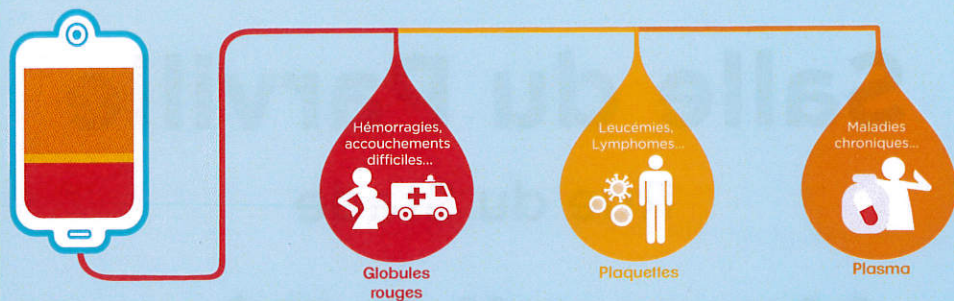 Hémorragies,
accouchements
difficiles...
Globules
rouges
Leucémies,
Lymphomes...
Plaquettes
Maladies
chroniques...
Plasma